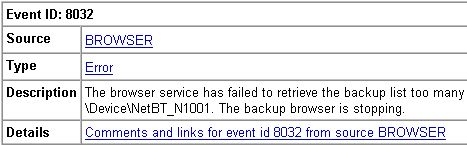 Event ID: 8032
Source BROWSER
Type Error
Description The browser service has failed to retrieve the backup list too many
\Device\NetBT_N1001. The backup browser is stopping.
Details Comments and links for event id 8032 from source BROWSER